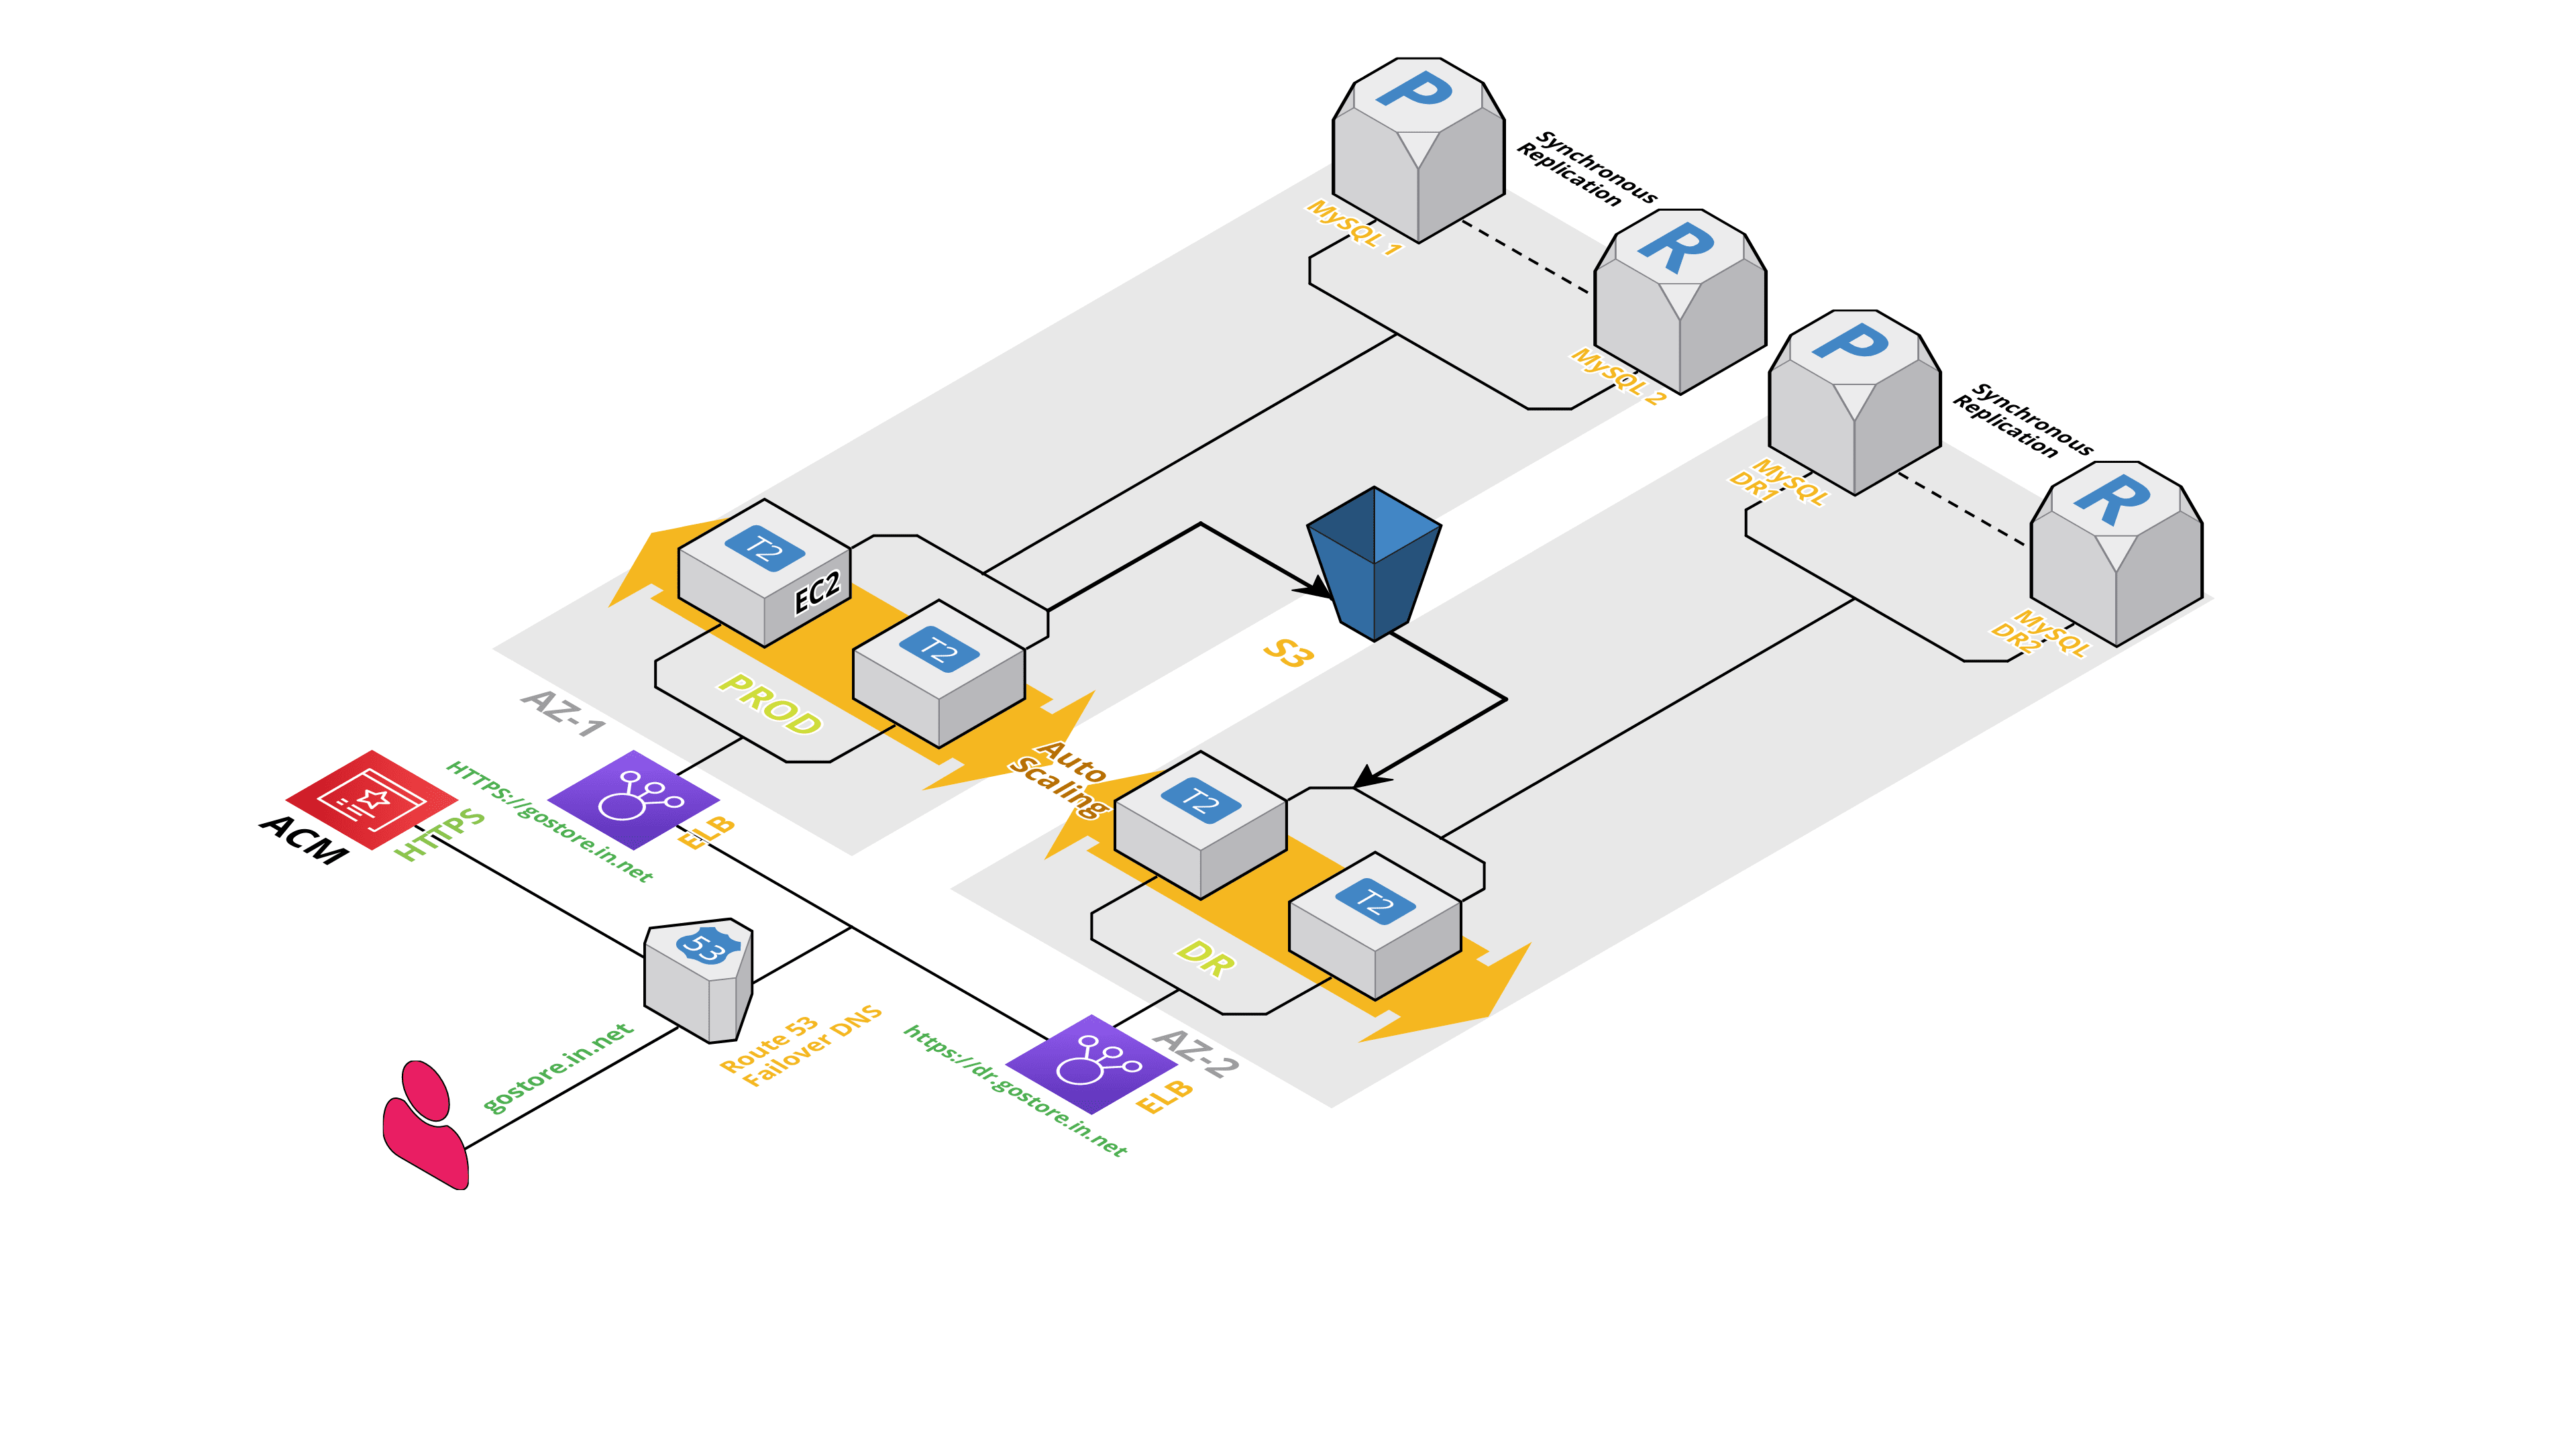 P
Synchronous
Replication
MySQL 1
R
MySQL 2
P
Synchronous
Replication
MySQL
DR1
R
MySQL
DR2
T2
EC2
T2
PROD
AZ-1
S3
Auto
Scaling
T2
T2
DR
AZ-2
ACM
HTTPS
HTTPS://gostore.in.net
ELB
53
Route 53
Failover DNS
gostore.in.net
https://dr.gostore.in.net
ELB